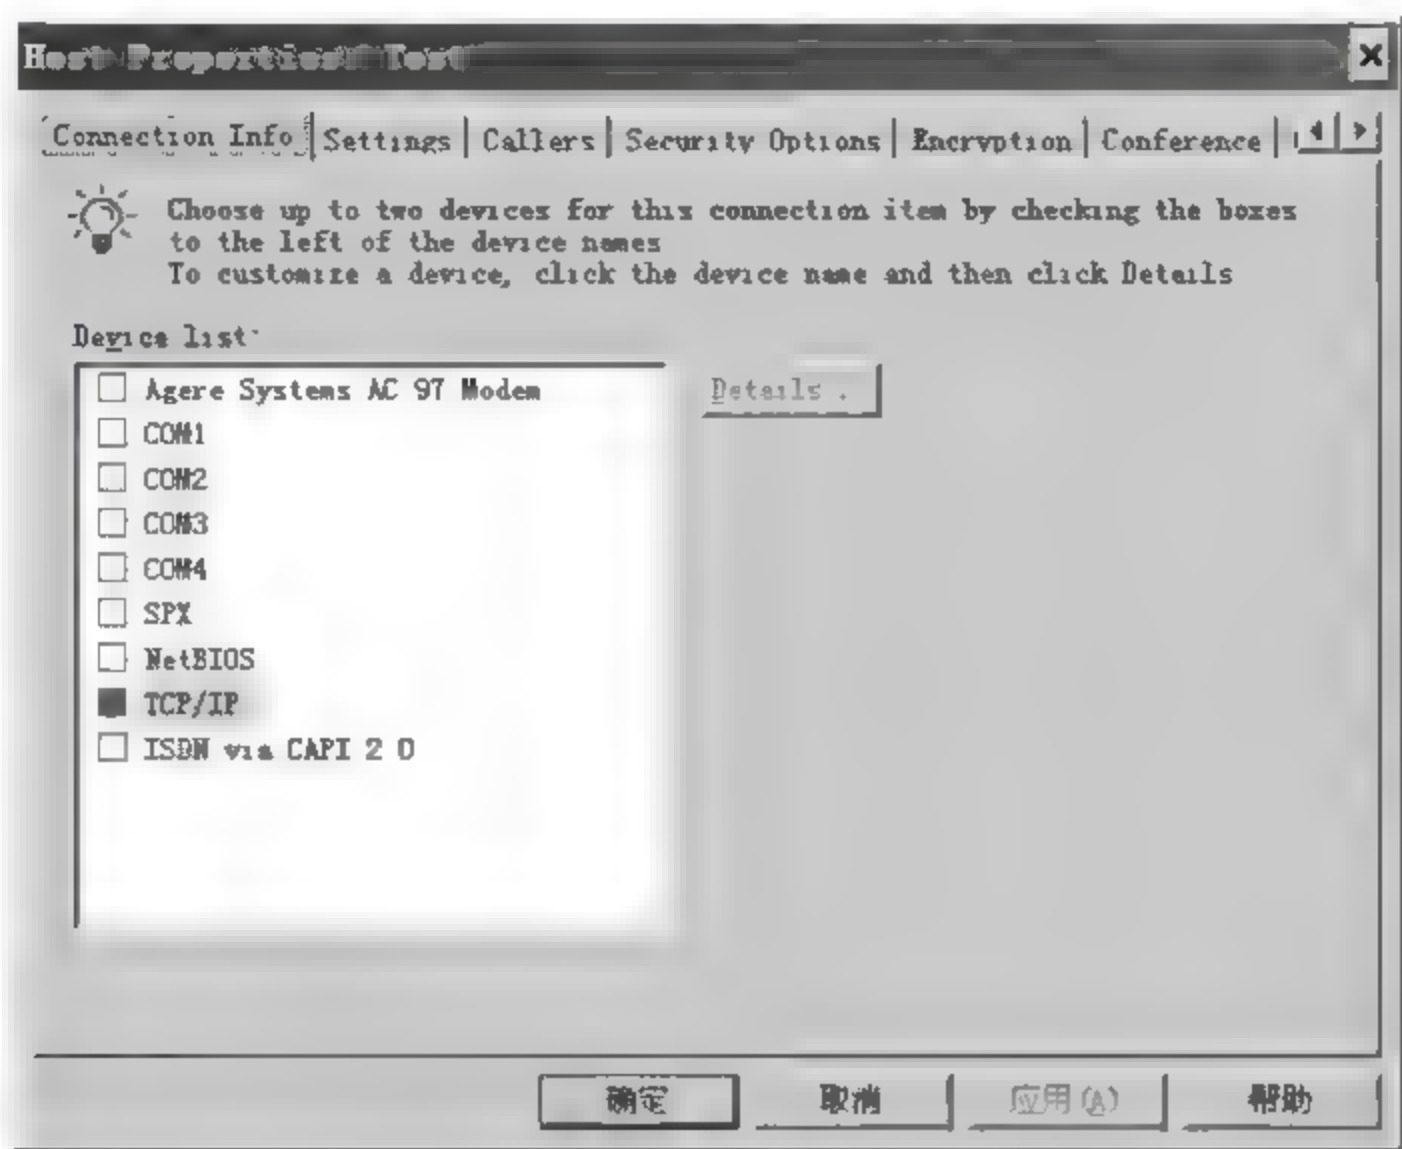 Host Properties: Test
Connection Info Settings Callers Security Options Encryption Conference
Choose up to two devices for this connection item by checking the boxes
to the left of the device names
To customize a device, click the device name and then click Details
Device list:
Agere Systems AC 97 Modem
Details .
COM1
COM2
COM3
COM4
SPX
NetBIOS
TCP/IP
ISDN via CAPI 2 0
确定 取消 应用(A) 帮助